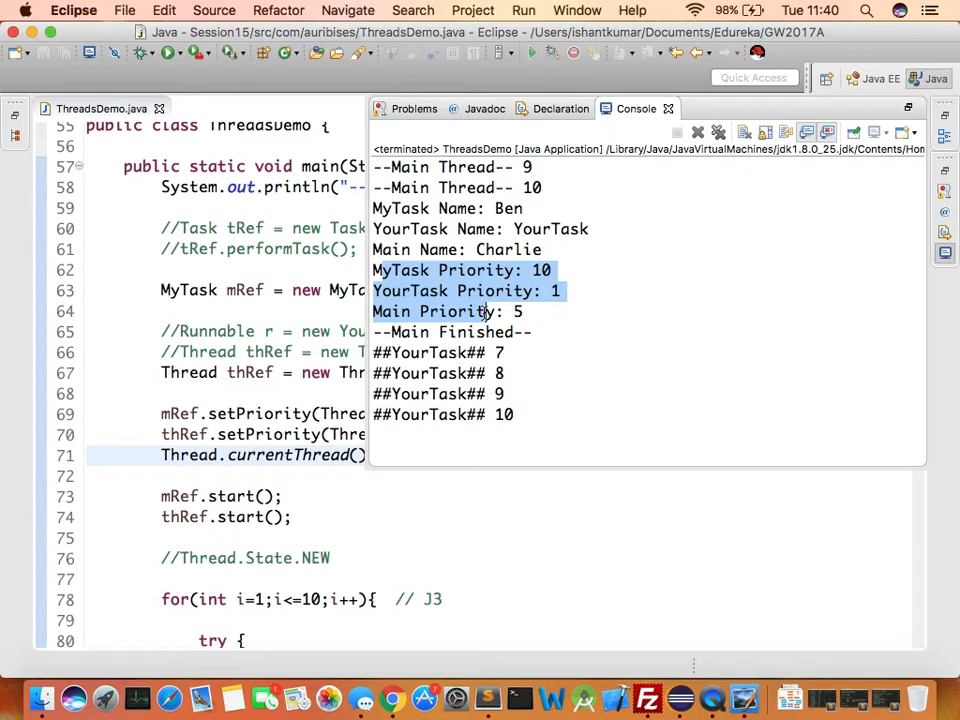 Eclipse File Edit Source Refactor Navigate Search Project Run Window Help 98% Tue 11:40
Java - Session15/src/com/auribises/ThreadsDemo.java - Eclipse - /Users/ishantkumar/Documents/Edureka/GW2017A
Quick Access Java EE Java
ThreadsDemo.java
Problems @ Javadoc Declaration Console
<terminated> ThreadsDemo [Java Application] /Library/Java/JavaVirtualMachines/jdk1.8.0_25.jdk/Contents/Hom
55 public class ThreadsDemo {
56
57 public static void main(St
58 System.out.println("--
59
60 //Task tRef = new Task
61 //tRef.performTask();
62
63 MyTask mRef = new MyTa
64
65 //Runnable r = new You
66 //Thread thRef = new T
67 Thread thRef = new Thr
68
69 mRef.setPriority(Threa
70 thRef.setPriority(Thre
71 Thread.currentThread()
72
73 mRef.start();
74 thRef.start();
75
76 //Thread.State.NEW
77
78 for(int i=1;i<=10;i++){ // J3
79
80 try {
--Main Thread-- 9
--Main Thread-- 10
MyTask Name: Ben
YourTask Name: YourTask
Main Name: Charlie
MyTask Priority: 10
YourTask Priority: 1
Main Priority: 5
--Main Finished--
##YourTask## 7
##YourTask## 8
##YourTask## 9
##YourTask## 10